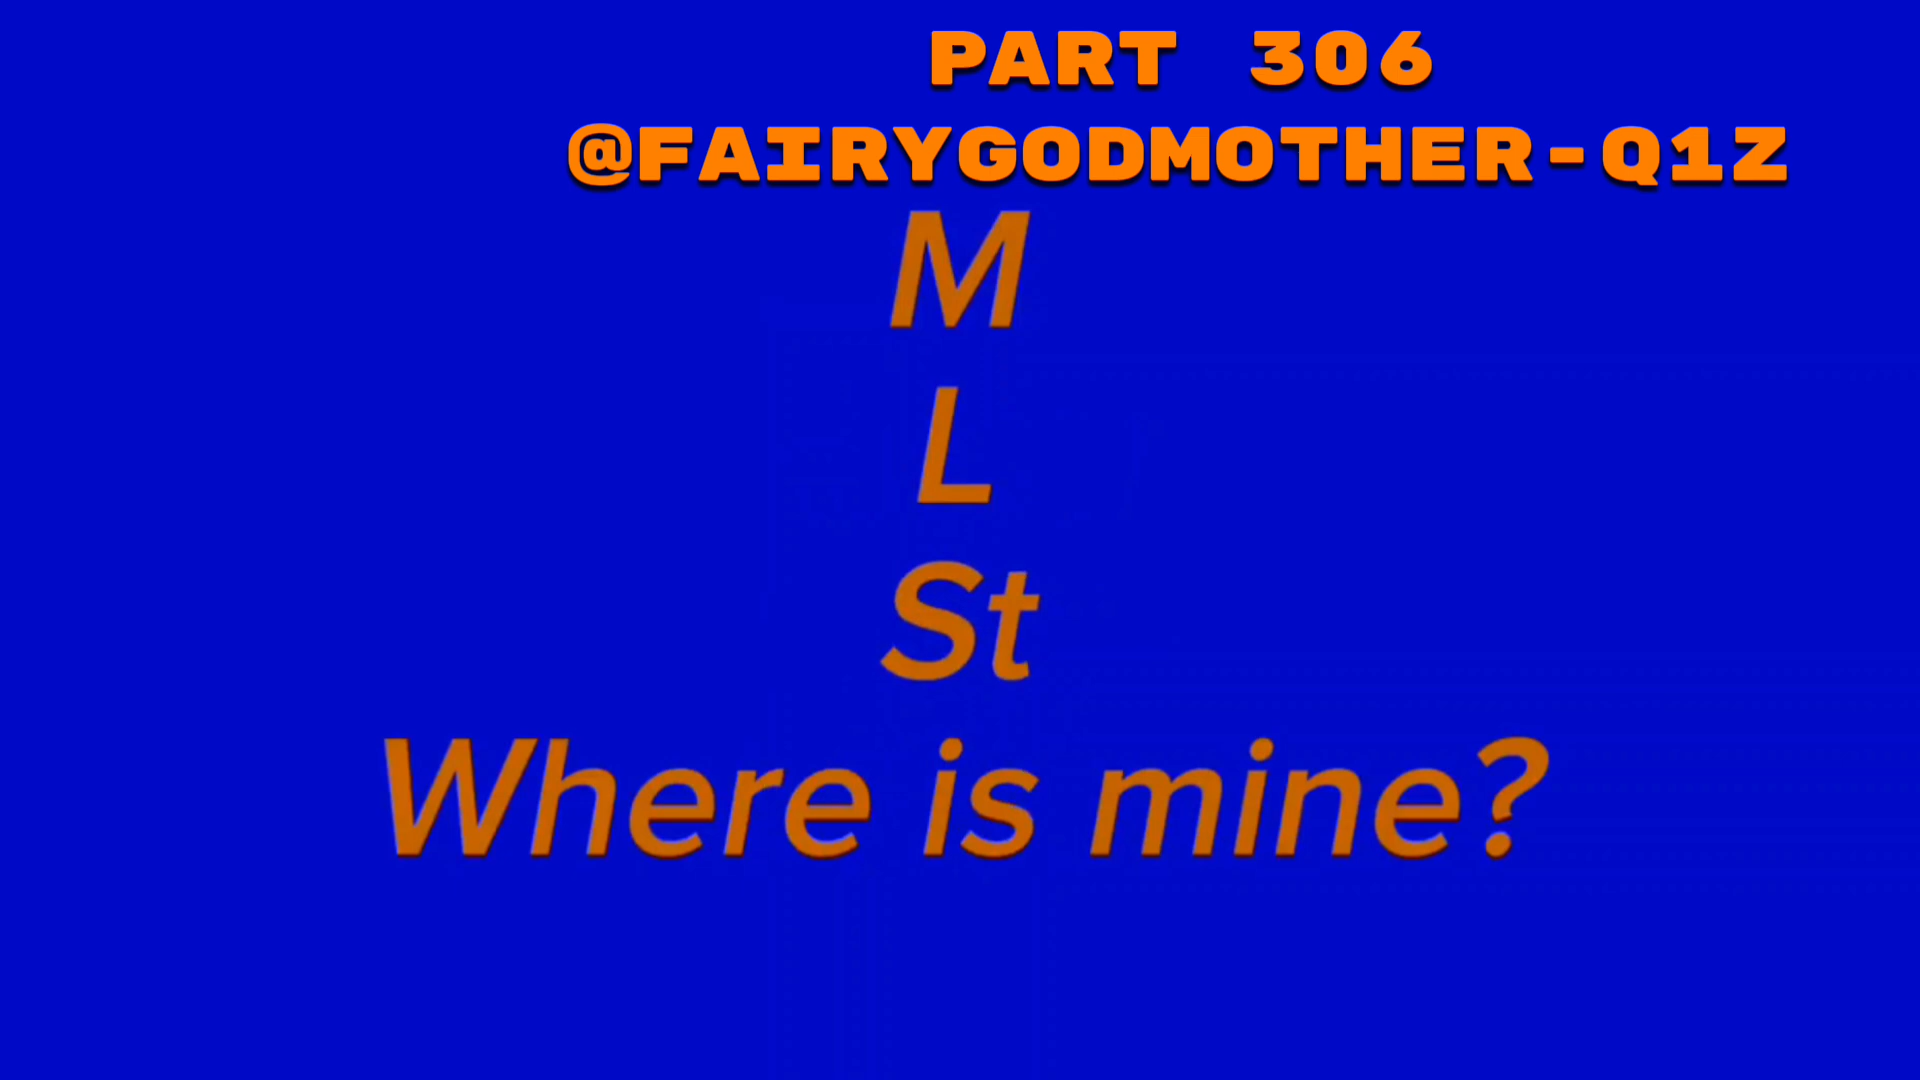 PART 306
@FAIRYGODMOTHER-Q1Z
M
L
St
Where is mine?